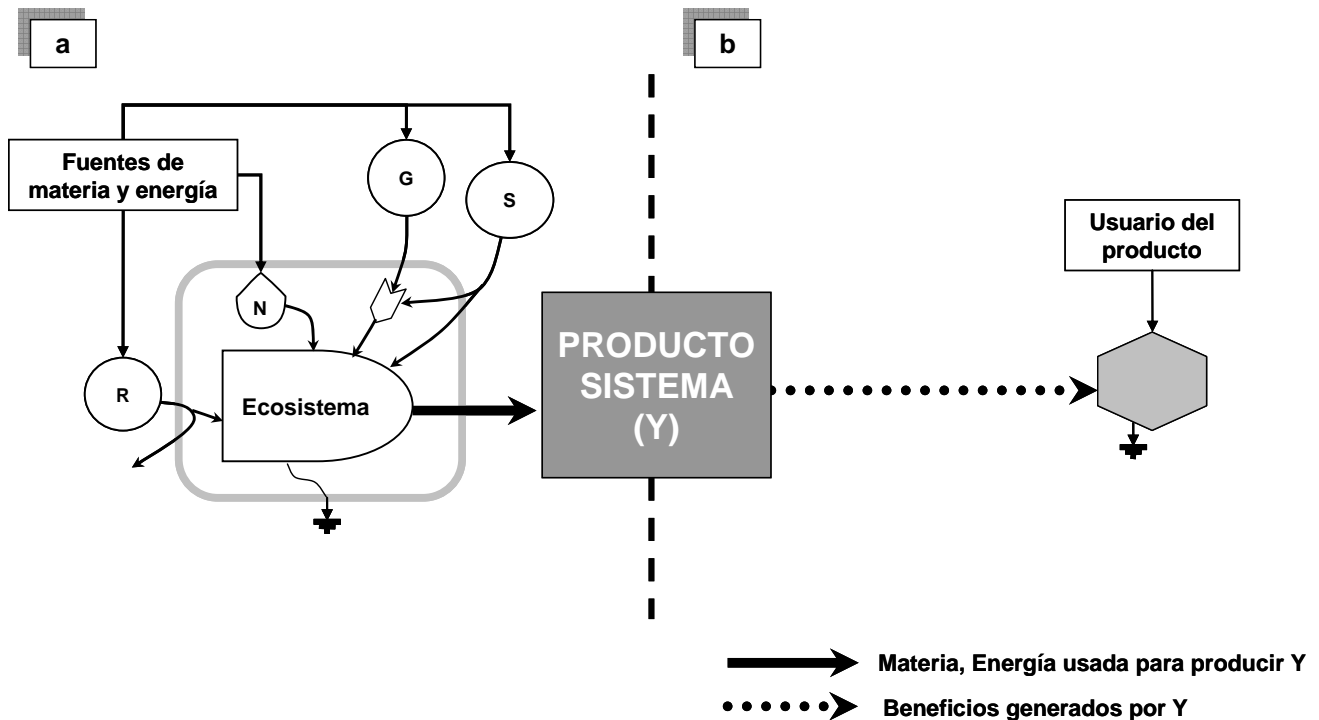 a
b
Fuentes de
materia y energía
G
S
N
R
Ecosistema
PRODUCTO
SISTEMA
(Y)
Usuario del
producto
Materia, Energía usada para producir Y
Beneficios generados por Y